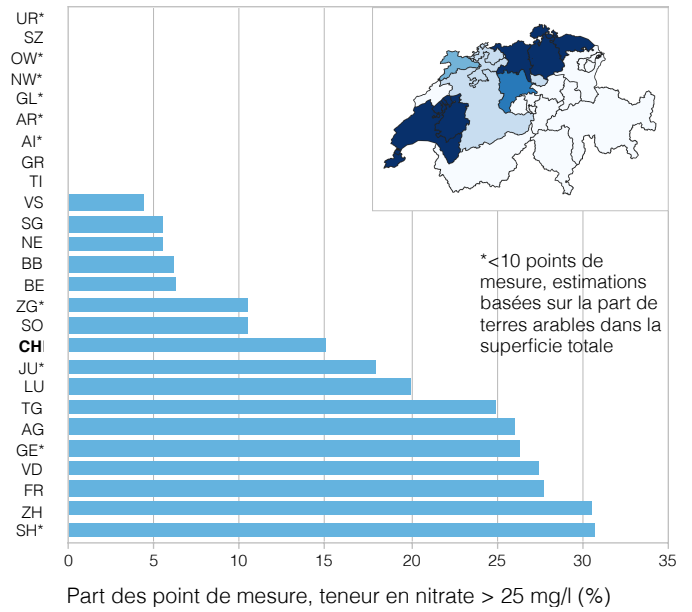 UR*
SZ
OW*
NW*
GL*
AR*
AI*
GR
TI
VS
SG
NE
BB
BE
ZG*
SO
CH
JU*
LU
TG
AG
GE*
VD
FR
ZH
SH*
*<10 points de
mesure, estimations
basées sur la part de
terres arables dans la
superficie totale
0 5 10 15 20 25 30 35
Part des point de mesure, teneur en nitrate > 25 mg/l (%)